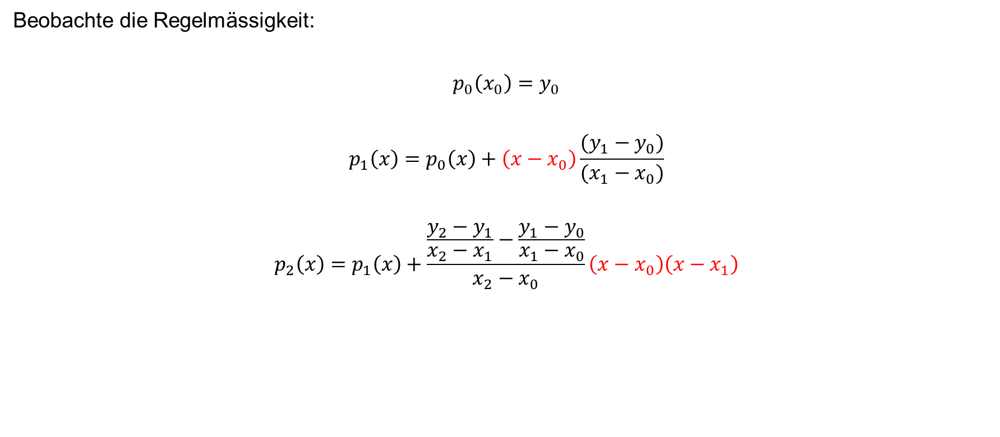 Beobachte die Regelmässigkeit:
p₀(x₀) = y₀
p₁(x) = p₀(x) + (x − x₀) (y₁ − y₀) / (x₁ − x₀)
p₂(x) = p₁(x) + ((y₂ − y₁)/(x₂ − x₁) − (y₁ − y₀)/(x₁ − x₀)) / (x₂ − x₀) (x − x₀)(x − x₁)